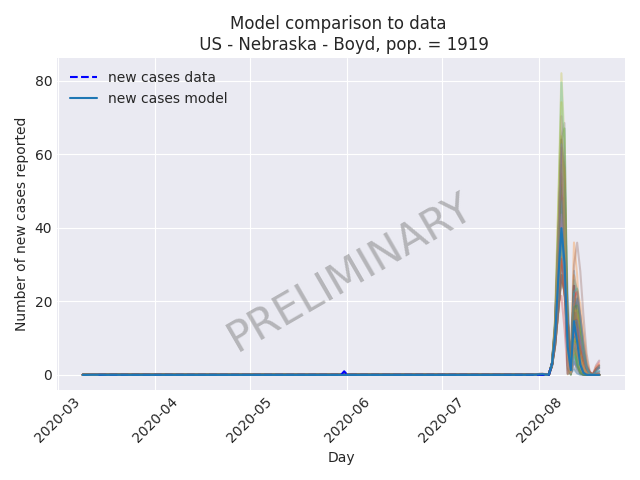 Model comparison to data
US - Nebraska - Boyd, pop. = 1919
new cases data
new cases model
Number of new cases reported
80
60
40
20
0
PRELIMINARY
2020-03
2020-04
2020-05
2020-06
2020-07
2020-08
Day